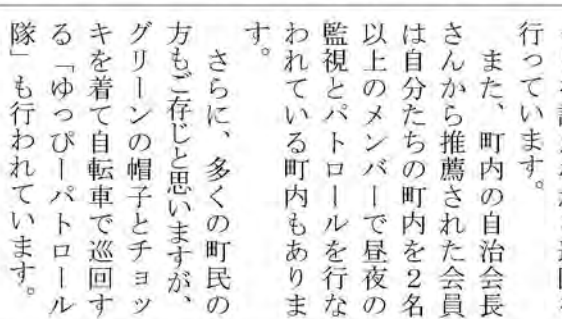 行っています。
また、町内の自治会長
さんから推薦された会員
は自分たちの町内を2名
以上のメンバーで昼夜の
監視とパトロールを行な
われている町内もありま
す。
さらに、多くの町民の
方もご存じと思いますが、
グリーンの帽子とチョッ
キを着て自転車で巡回す
る「ゆっぴーパトロール
隊」も行われています。